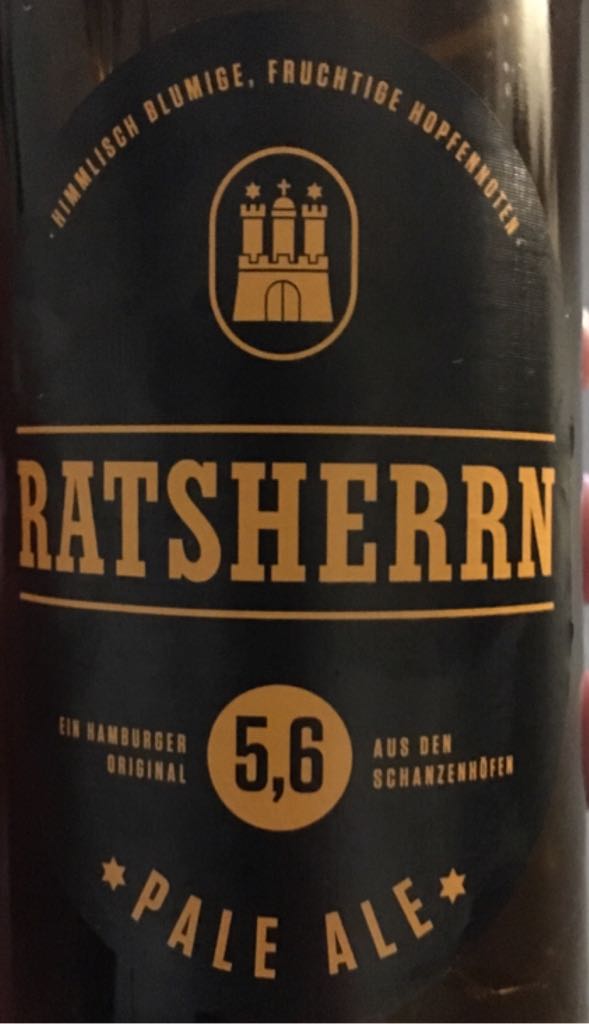 · HIMMLISCH BLUMIGE, FRUCHTIGE HOPFENNOTEN ·
RATSHERRN
EIN HAMBURGER
ORIGINAL
5,6
AUS DEN
SCHANZENHÖFEN
PALE ALE